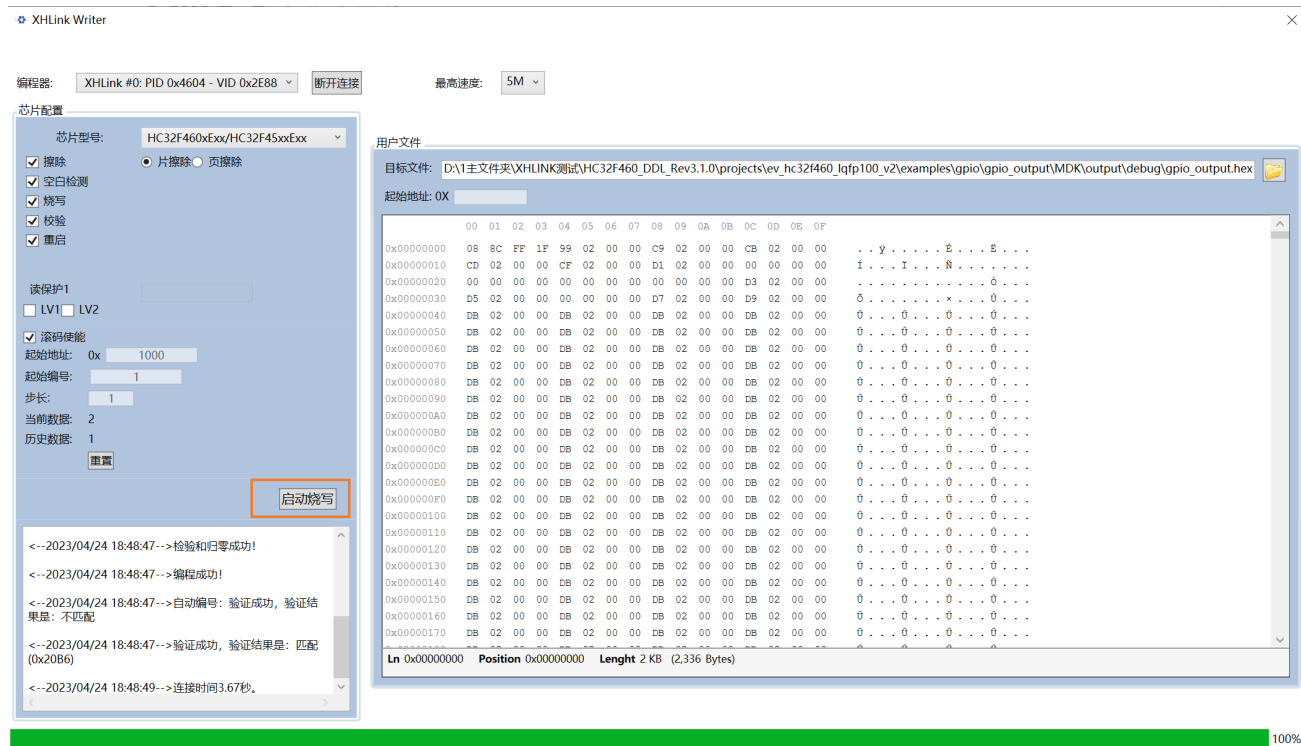 XHLink Writer
编程器: XHLink #0: PID 0x4604 - VID 0x2E88 断开连接 最高速度: 5M
芯片配置
芯片型号: HC32F460xExx/HC32F45xxExx
擦除 片擦除 页擦除
空白检测
烧写
校验
重启
读保护1
LV1 LV2
滚码使能
起始地址: 0x 1000
起始编号: 1
步长: 1
当前数据: 2
历史数据: 1
重置
启动烧写
<--2023/04/24 18:48:47-->检验和归零成功!
<--2023/04/24 18:48:47-->编程成功!
<--2023/04/24 18:48:47-->自动编号：验证成功，验证结
果是：不匹配
<--2023/04/24 18:48:47-->验证成功，验证结果是：匹配
(0x20B6)
<--2023/04/24 18:48:49-->连接时间3.67秒。
用户文件
目标文件: D:\1主文件夹\XHLINK测试\HC32F460_DDL_Rev3.1.0\projects\ev_hc32f460_lqfp100_v2\examples\gpio\gpio_output\MDK\output\debug\gpio_output.hex
起始地址: 0X
00 01 02 03 04 05 06 07 08 09 0A 0B 0C 0D 0E 0F
0x00000000 08 8C FF 1F 99 02 00 00 C9 02 00 00 CB 02 00 00 . . ÿ . . . . . É . . . Ë . . .
0x00000010 CD 02 00 00 CF 02 00 00 D1 02 00 00 00 00 00 00 Í . . . Ï . . . Ñ . . . . . . .
0x00000020 00 00 00 00 00 00 00 00 00 00 00 00 D3 02 00 00 . . . . . . . . . . . . Ó . . .
0x00000030 D5 02 00 00 00 00 00 00 D7 02 00 00 D9 02 00 00 Õ . . . . . . . × . . . Ù . . .
0x00000040 DB 02 00 00 DB 02 00 00 DB 02 00 00 DB 02 00 00 Û . . . Û . . . Û . . . Û . . .
0x00000050 DB 02 00 00 DB 02 00 00 DB 02 00 00 DB 02 00 00 Û . . . Û . . . Û . . . Û . . .
0x00000060 DB 02 00 00 DB 02 00 00 DB 02 00 00 DB 02 00 00 Û . . . Û . . . Û . . . Û . . .
0x00000070 DB 02 00 00 DB 02 00 00 DB 02 00 00 DB 02 00 00 Û . . . Û . . . Û . . . Û . . .
0x00000080 DB 02 00 00 DB 02 00 00 DB 02 00 00 DB 02 00 00 Û . . . Û . . . Û . . . Û . . .
0x00000090 DB 02 00 00 DB 02 00 00 DB 02 00 00 DB 02 00 00 Û . . . Û . . . Û . . . Û . . .
0x000000A0 DB 02 00 00 DB 02 00 00 DB 02 00 00 DB 02 00 00 Û . . . Û . . . Û . . . Û . . .
0x000000B0 DB 02 00 00 DB 02 00 00 DB 02 00 00 DB 02 00 00 Û . . . Û . . . Û . . . Û . . .
0x000000C0 DB 02 00 00 DB 02 00 00 DB 02 00 00 DB 02 00 00 Û . . . Û . . . Û . . . Û . . .
0x000000D0 DB 02 00 00 DB 02 00 00 DB 02 00 00 DB 02 00 00 Û . . . Û . . . Û . . . Û . . .
0x000000E0 DB 02 00 00 DB 02 00 00 DB 02 00 00 DB 02 00 00 Û . . . Û . . . Û . . . Û . . .
0x000000F0 DB 02 00 00 DB 02 00 00 DB 02 00 00 DB 02 00 00 Û . . . Û . . . Û . . . Û . . .
0x00000100 DB 02 00 00 DB 02 00 00 DB 02 00 00 DB 02 00 00 Û . . . Û . . . Û . . . Û . . .
0x00000110 DB 02 00 00 DB 02 00 00 DB 02 00 00 DB 02 00 00 Û . . . Û . . . Û . . . Û . . .
0x00000120 DB 02 00 00 DB 02 00 00 DB 02 00 00 DB 02 00 00 Û . . . Û . . . Û . . . Û . . .
0x00000130 DB 02 00 00 DB 02 00 00 DB 02 00 00 DB 02 00 00 Û . . . Û . . . Û . . . Û . . .
0x00000140 DB 02 00 00 DB 02 00 00 DB 02 00 00 DB 02 00 00 Û . . . Û . . . Û . . . Û . . .
0x00000150 DB 02 00 00 DB 02 00 00 DB 02 00 00 DB 02 00 00 Û . . . Û . . . Û . . . Û . . .
0x00000160 DB 02 00 00 DB 02 00 00 DB 02 00 00 DB 02 00 00 Û . . . Û . . . Û . . . Û . . .
0x00000170 DB 02 00 00 DB 02 00 00 DB 02 00 00 DB 02 00 00 Û . . . Û . . . Û . . . Û . . .
Ln 0x00000000 Position 0x00000000 Lenght 2 KB (2,336 Bytes)
100%